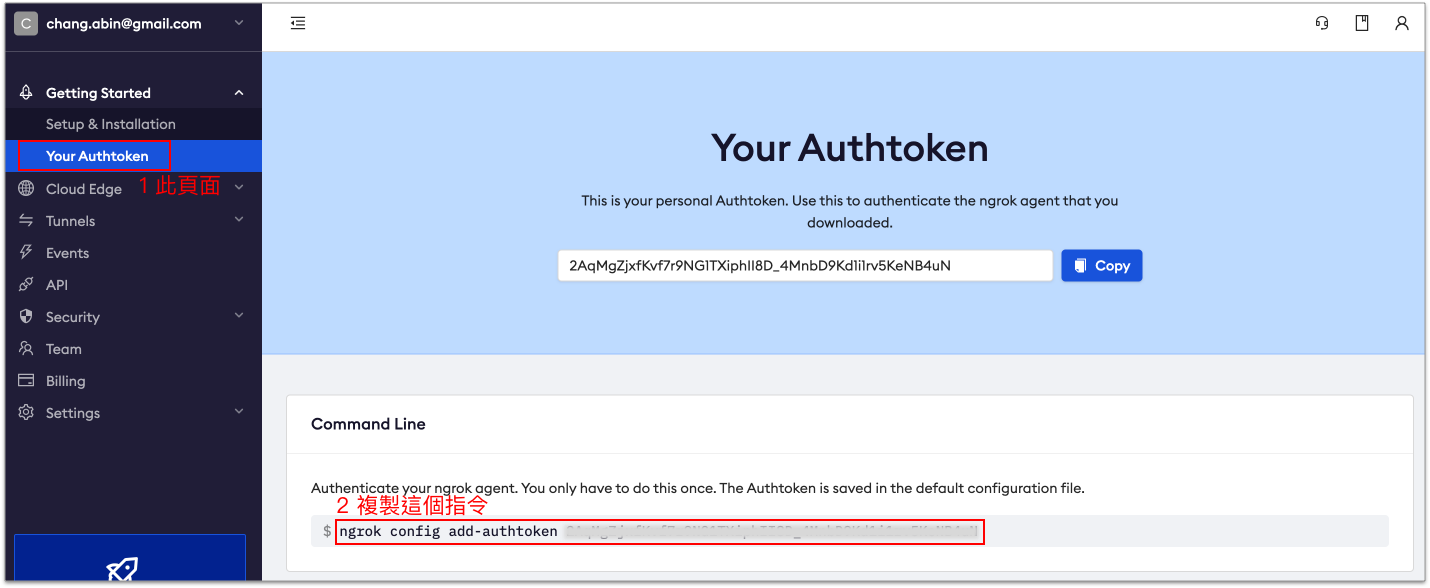 C chang.abin@gmail.com
Getting Started
Setup & Installation
Your Authtoken
1 此頁面
Cloud Edge
Tunnels
Events
API
Security
Team
Billing
Settings
Your Authtoken
This is your personal Authtoken. Use this to authenticate the ngrok agent that you
downloaded.
2AqMgZjxfKvf7r9NG1TXiphII8D_4MnbD9Kd1i1rv5KeNB4uN
Copy
Command Line
Authenticate your ngrok agent. You only have to do this once. The Authtoken is saved in the default configuration file.
2 複製這個指令
$ ngrok config add-authtoken